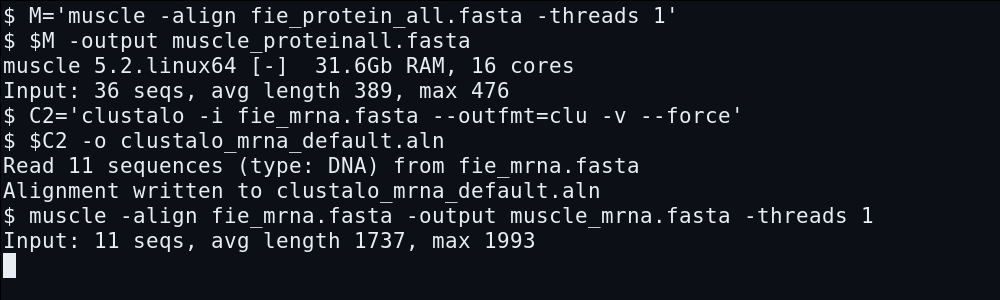 $ M='muscle -align fie_protein_all.fasta -threads 1'
$ $M -output muscle_proteinall.fasta
muscle 5.2.linux64 [-]  31.6Gb RAM, 16 cores
Input: 36 seqs, avg length 389, max 476
$ C2='clustalo -i fie_mrna.fasta --outfmt=clu -v --force'
$ $C2 -o clustalo_mrna_default.aln
Read 11 sequences (type: DNA) from fie_mrna.fasta
Alignment written to clustalo_mrna_default.aln
$ muscle -align fie_mrna.fasta -output muscle_mrna.fasta -threads 1
Input: 11 seqs, avg length 1737, max 1993